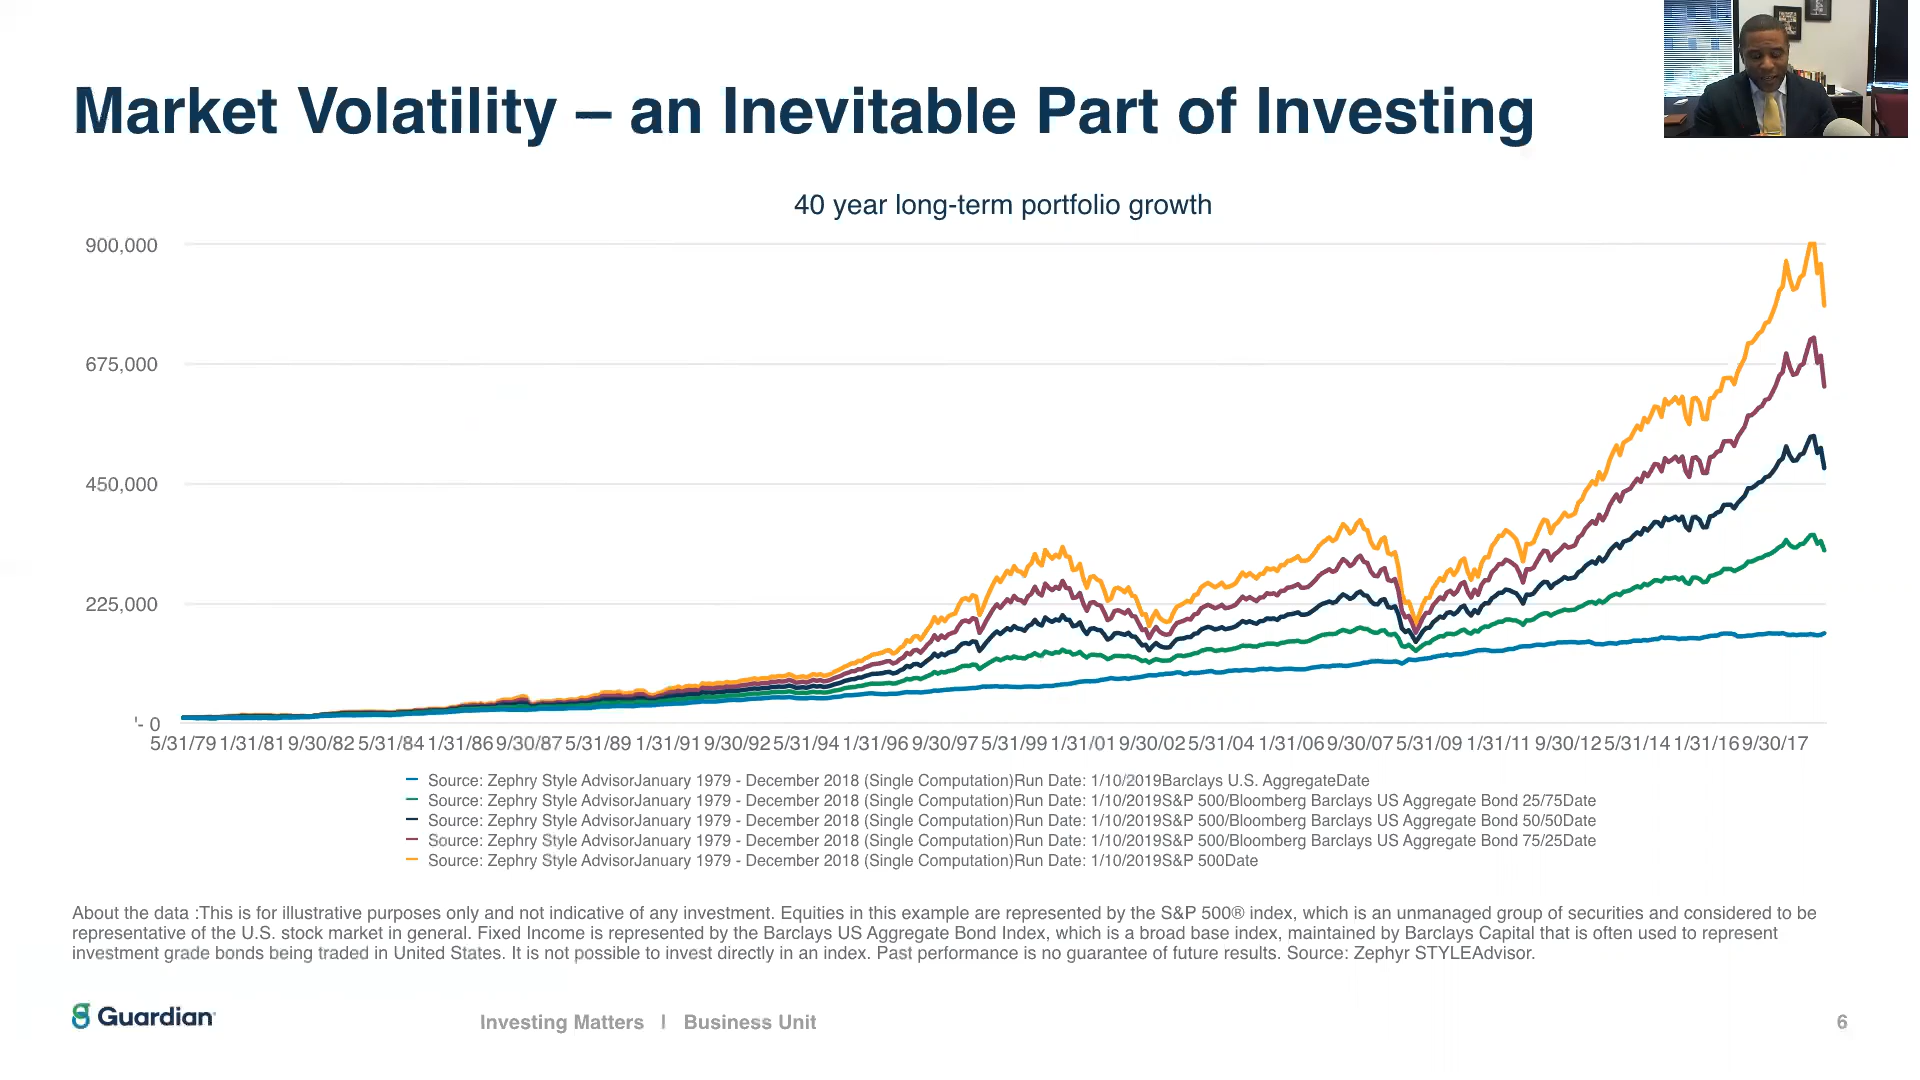 Market Volatility – an Inevitable Part of Investing
40 year long-term portfolio growth
900,000
675,000
450,000
225,000
'- 0
5/31/79 1/31/81 9/30/82 5/31/84 1/31/86 9/30/87 5/31/89 1/31/91 9/30/92 5/31/94 1/31/96 9/30/97 5/31/99 1/31/01 9/30/02 5/31/04 1/31/06 9/30/07 5/31/09 1/31/11 9/30/12 5/31/14 1/31/16 9/30/17
Source: Zephry Style AdvisorJanuary 1979 - December 2018 (Single Computation)Run Date: 1/10/2019Barclays U.S. AggregateDate
Source: Zephry Style AdvisorJanuary 1979 - December 2018 (Single Computation)Run Date: 1/10/2019S&P 500/Bloomberg Barclays US Aggregate Bond 25/75Date
Source: Zephry Style AdvisorJanuary 1979 - December 2018 (Single Computation)Run Date: 1/10/2019S&P 500/Bloomberg Barclays US Aggregate Bond 50/50Date
Source: Zephry Style AdvisorJanuary 1979 - December 2018 (Single Computation)Run Date: 1/10/2019S&P 500/Bloomberg Barclays US Aggregate Bond 75/25Date
Source: Zephry Style AdvisorJanuary 1979 - December 2018 (Single Computation)Run Date: 1/10/2019S&P 500Date
About the data :This is for illustrative purposes only and not indicative of any investment. Equities in this example are represented by the S&P 500® index, which is an unmanaged group of securities and considered to be
representative of the U.S. stock market in general. Fixed Income is represented by the Barclays US Aggregate Bond Index, which is a broad base index, maintained by Barclays Capital that is often used to represent
investment grade bonds being traded in United States. It is not possible to invest directly in an index. Past performance is no guarantee of future results. Source: Zephyr STYLEAdvisor.
Guardian
Investing Matters | Business Unit
6